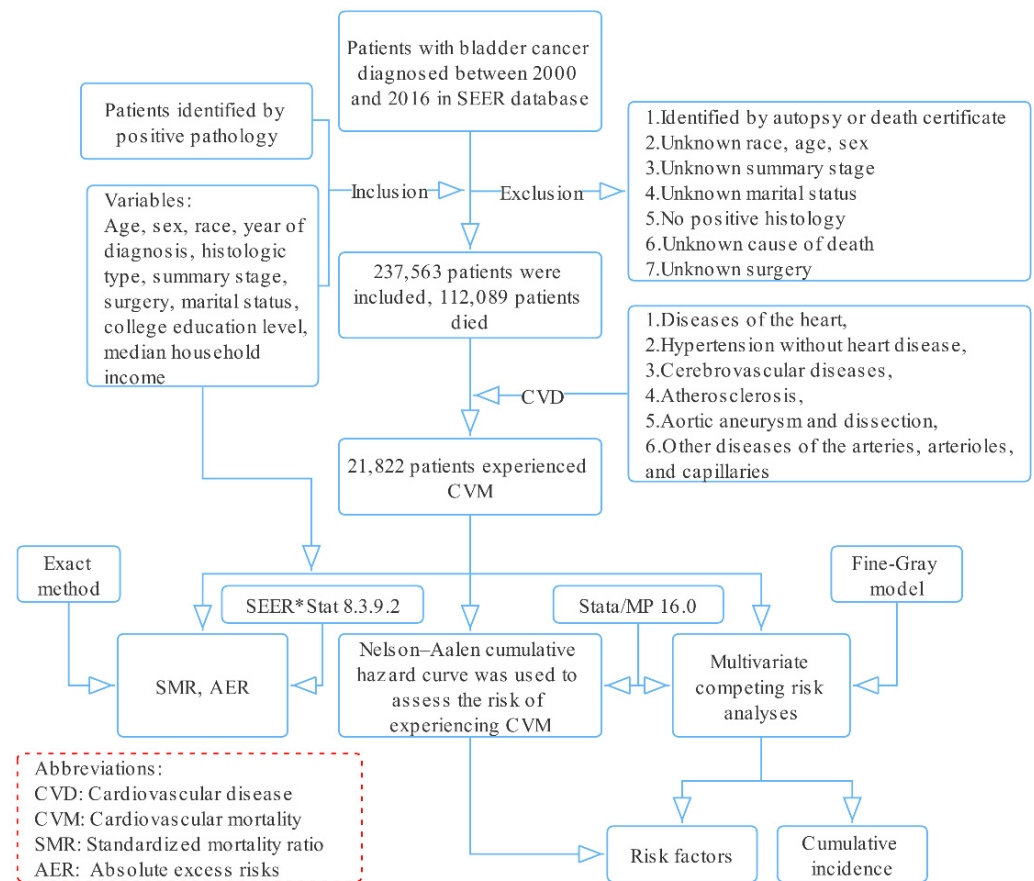 Patients with bladder cancer
diagnosed between 2000
and 2016 in SEER database
Patients identified by
positive pathology
1.Identified by autopsy or death certificate
2.Unknown race, age, sex
3.Unknown summary stage
4.Unknown marital status
5.No positive histology
6.Unknown cause of death
7.Unknown surgery
Inclusion
Exclusion
Variables:
Age, sex, race, year of
diagnosis, histologic
type, summary stage,
surgery, marital status,
college education level,
median household
income
237,563 patients were
included, 112,089 patients
died
1.Diseases of the heart,
2.Hypertension without heart disease,
3.Cerebrovascular diseases,
4.Atherosclerosis,
5.Aortic aneurysm and dissection,
6.Other diseases of the arteries, arterioles,
and capillaries
CVD
21,822 patients experienced
CVM
Exact
method
SEER*Stat 8.3.9.2
Stata/MP 16.0
Fine-Gray
model
SMR, AER
Nelson–Aalen cumulative
hazard curve was used to
assess the risk of
experiencing CVM
Multivariate
competing risk
analyses
Abbreviations:
CVD: Cardiovascular disease
CVM: Cardiovascular mortality
SMR: Standardized mortality ratio
AER: Absolute excess risks
Risk factors
Cumulative
incidence